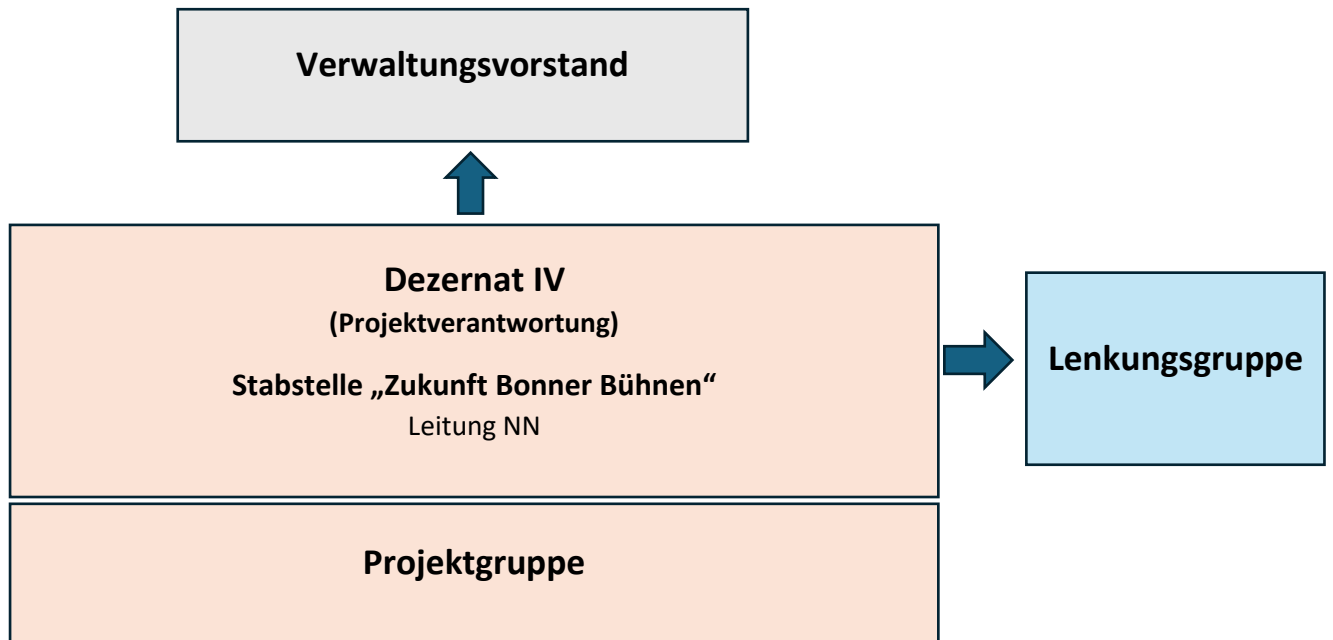 Verwaltungsvorstand
Dezernat IV
(Projektverantwortung)
Stabstelle „Zukunft Bonner Bühnen“
Leitung NN
Lenkungsgruppe
Projektgruppe